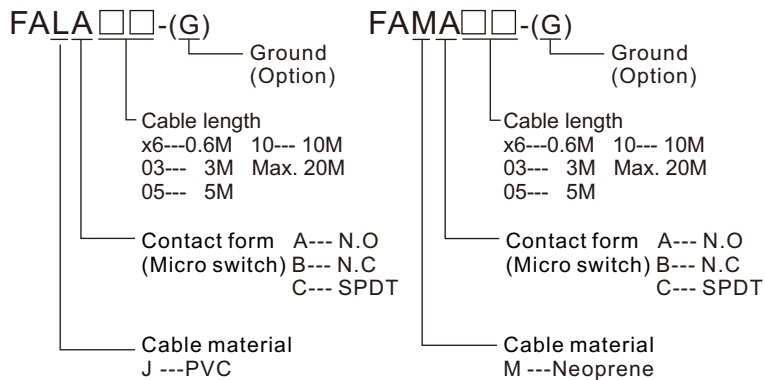 FALA□□-(G)
Ground
(Option)
Cable length
x6---0.6M 10--- 10M
03--- 3M Max. 20M
05--- 5M
Contact form A--- N.O
(Micro switch) B--- N.C
C--- SPDT
Cable material
J ---PVC
FAMA□□-(G)
Ground
(Option)
Cable length
x6---0.6M 10--- 10M
03--- 3M Max. 20M
05--- 5M
Contact form A--- N.O
(Micro switch) B--- N.C
C--- SPDT
Cable material
M ---Neoprene